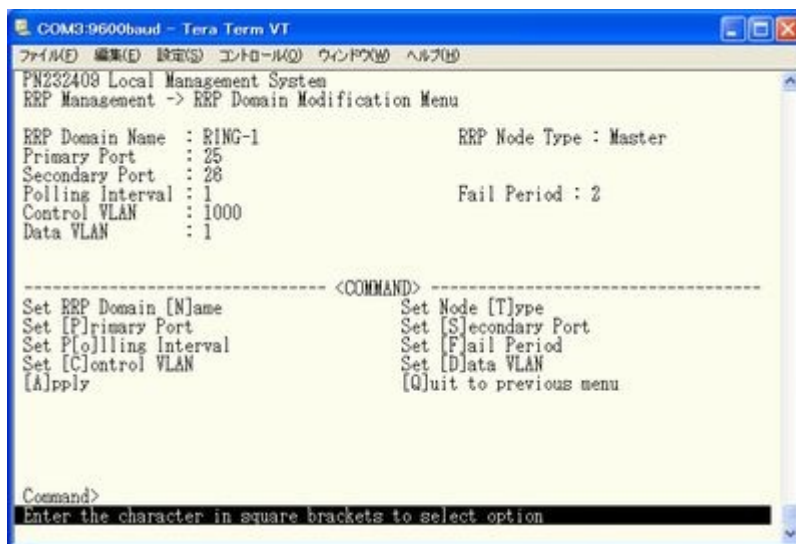 COM3:9600baud - Tera Term VT
ファイル(F) 編集(E) 設定(S) コントロール(O) ウィンドウ(W) ヘルプ(H)
PN232409 Local Management System
RRP Management -> RRP Domain Modification Menu
RRP Domain Name : RING-1 RRP Node Type : Master
Primary Port : 25
Secondary Port : 26
Polling Interval : 1 Fail Period : 2
Control VLAN : 1000
Data VLAN : 1
------------------------------- <COMMAND> ----------------------------------
Set RRP Domain [N]ame Set Node [T]ype
Set [P]rimary Port Set [S]econdary Port
Set P[o]llling Interval Set [F]ail Period
Set [C]ontrol VLAN Set [D]ata VLAN
[A]pply [Q]uit to previous menu
Command>
Enter the character in square brackets to select option